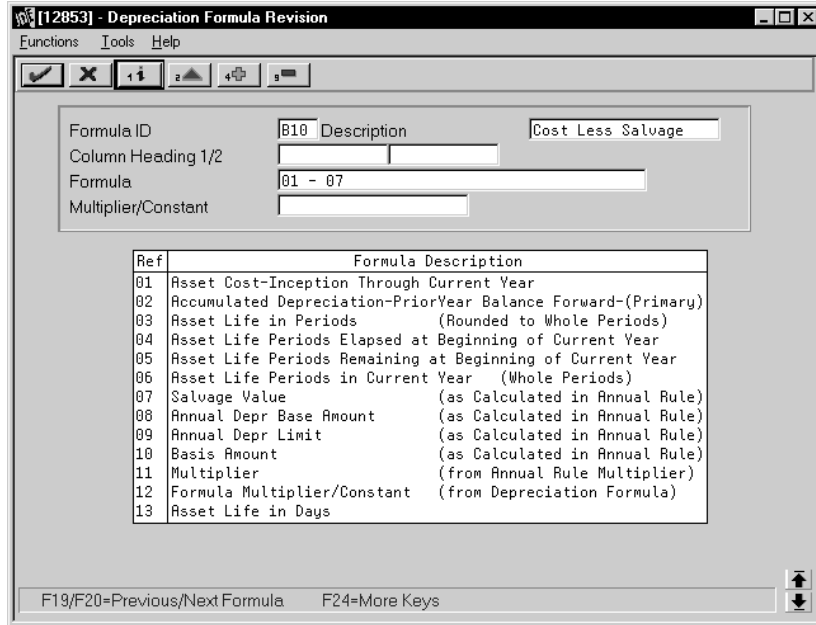 [12853] - Depreciation Formula Revision
Functions Tools Help
1 i 2 4 9
Formula ID B10 Description Cost Less Salvage
Column Heading 1/2
Formula 01 - 07
Multiplier/Constant
Ref Formula Description
01 Asset Cost-Inception Through Current Year
02 Accumulated Depreciation-PriorYear Balance Forward-(Primary)
03 Asset Life in Periods (Rounded to Whole Periods)
04 Asset Life Periods Elapsed at Beginning of Current Year
05 Asset Life Periods Remaining at Beginning of Current Year
06 Asset Life Periods in Current Year (Whole Periods)
07 Salvage Value (as Calculated in Annual Rule)
08 Annual Depr Base Amount (as Calculated in Annual Rule)
09 Annual Depr Limit (as Calculated in Annual Rule)
10 Basis Amount (as Calculated in Annual Rule)
11 Multiplier (from Annual Rule Multiplier)
12 Formula Multiplier/Constant (from Depreciation Formula)
13 Asset Life in Days
F19/F20=Previous/Next Formula F24=More Keys